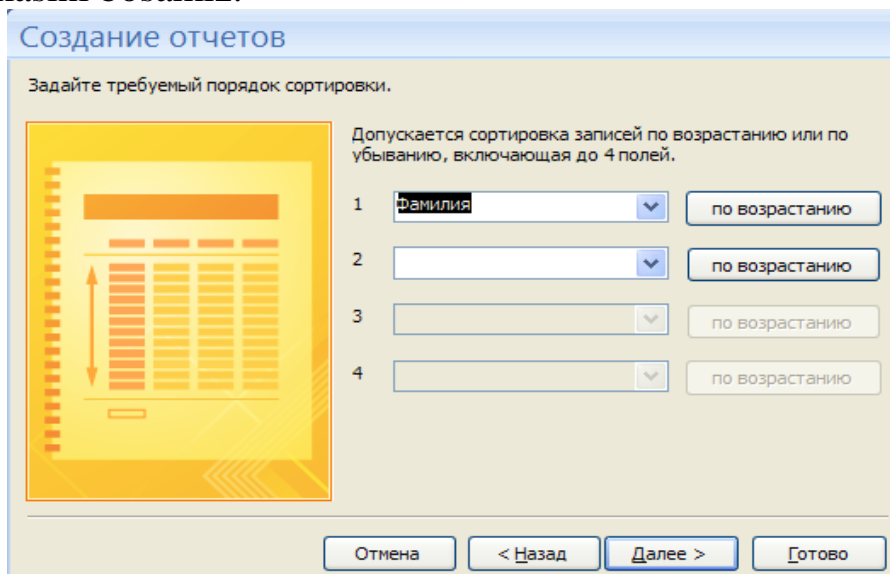 Создание отчетов
Задайте требуемый порядок сортировки.
Допускается сортировка записей по возрастанию или по
убыванию, включающая до 4 полей.
1 Фамилия по возрастанию
2 по возрастанию
3 по возрастанию
4 по возрастанию
Отмена < Назад Далее > Готово